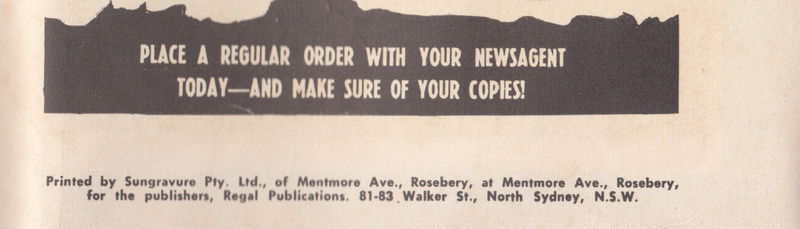 PLACE A REGULAR ORDER WITH YOUR NEWSAGENT
TODAY—AND MAKE SURE OF YOUR COPIES!
Printed by Sungravure Pty. Ltd., of Mentmore Ave., Rosebery, at Mentmore Ave., Rosebery,
for the publishers, Regal Publications. 81-83 Walker St., North Sydney, N.S.W.